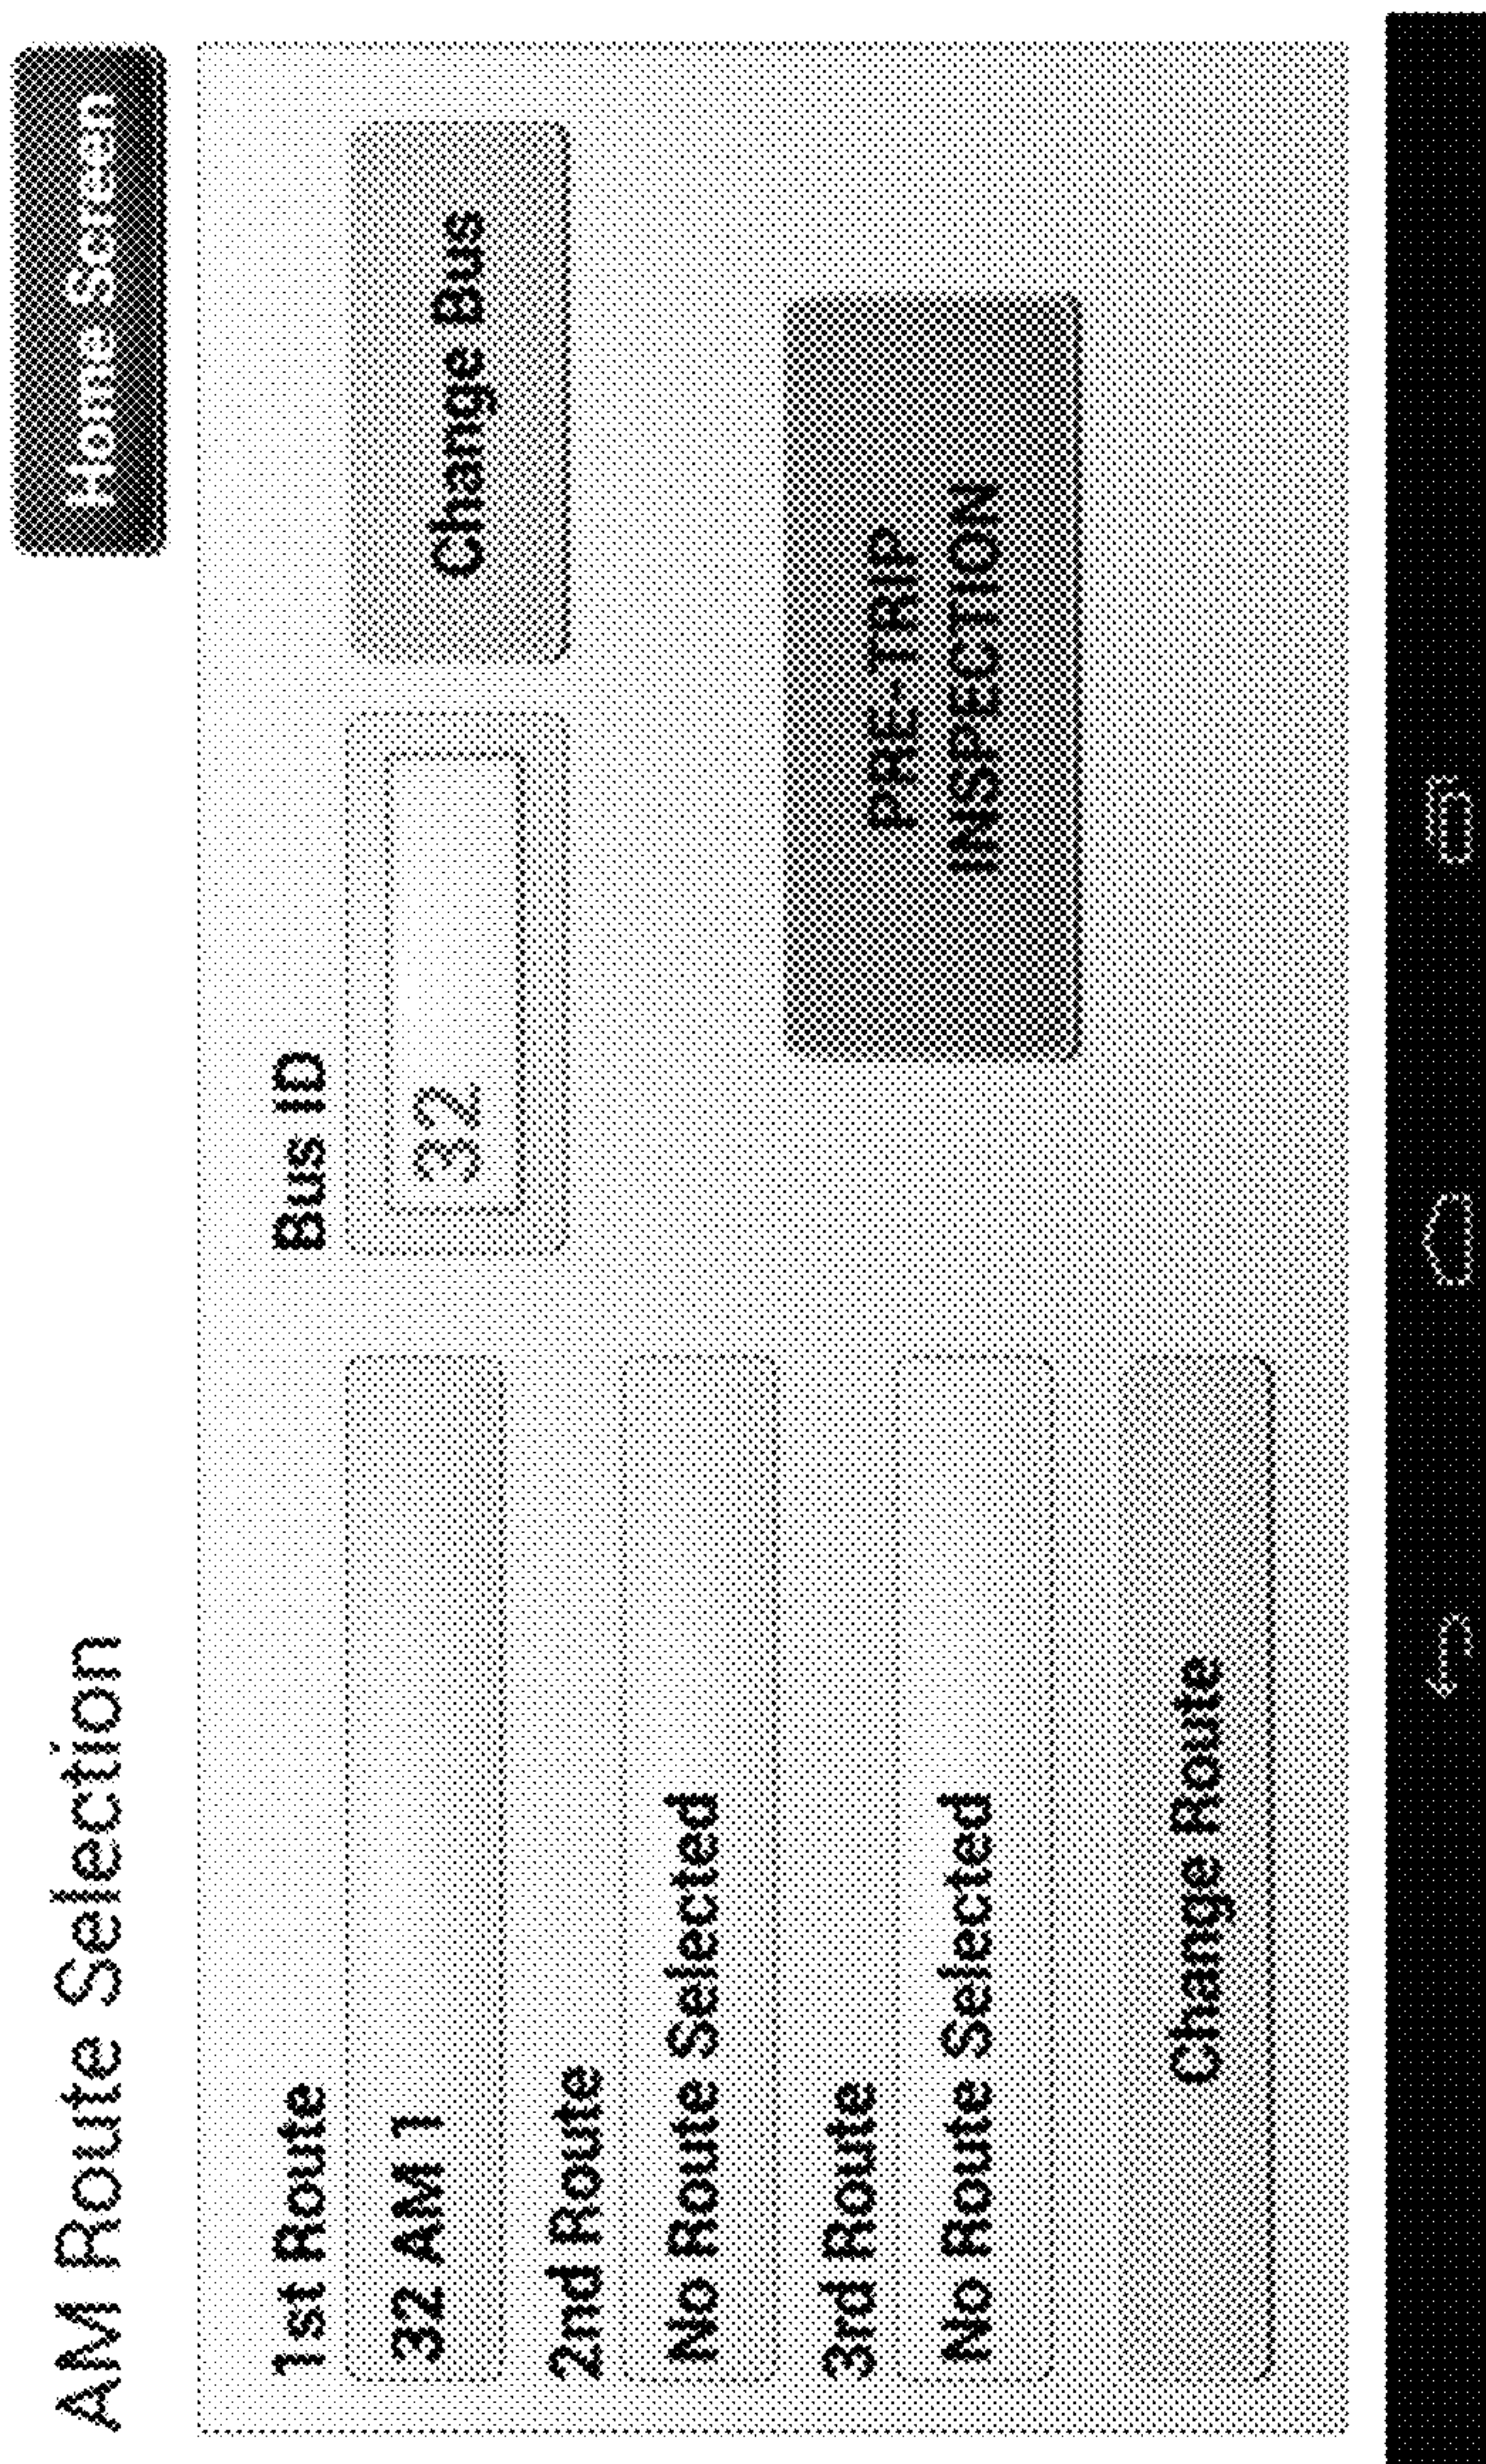 AM Route Selection
Home Screen
1st Route
32 AM 1
2nd Route
No Route Selected
3rd Route
No Route Selected
Change Route
Bus ID
32
Change Bus
PRE-TRIP
INSPECTION